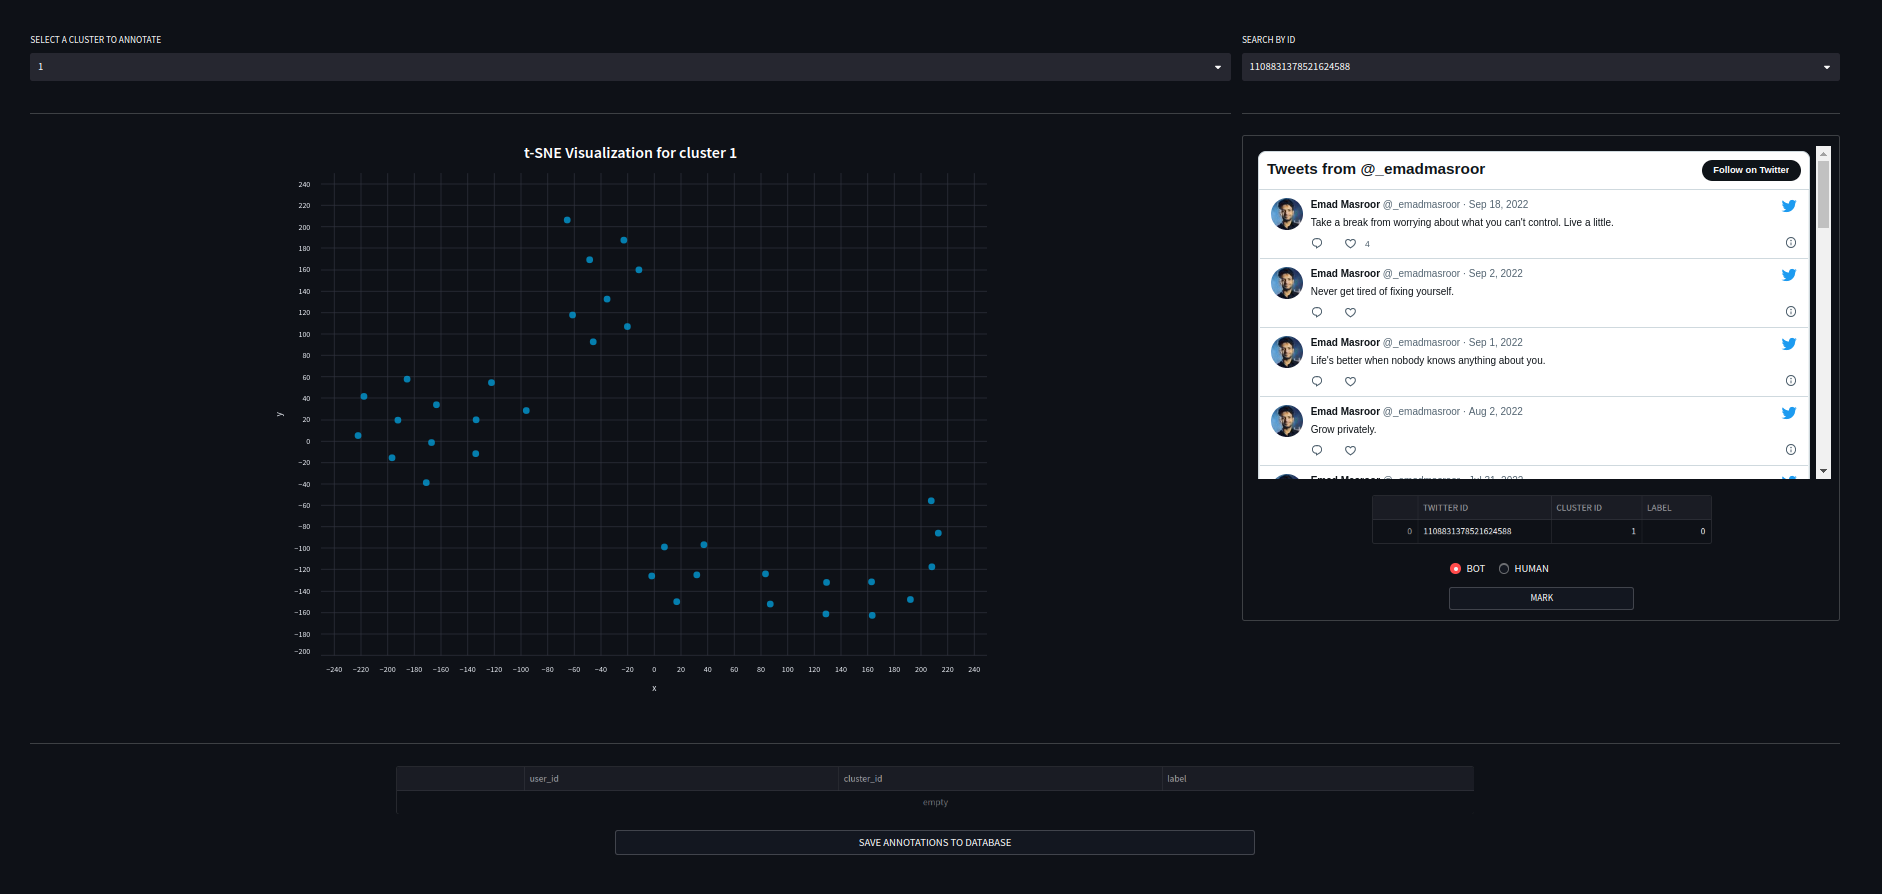 SELECT A CLUSTER TO ANNOTATE
1
SEARCH BY ID
1108831378521624588
t-SNE Visualization for cluster 1
240
220
200
180
160
140
120
100
80
60
40
20
0
−20
−40
−60
−80
−100
−120
−140
−160
−180
−200
y
−240 −220 −200 −180 −160 −140 −120 −100 −80 −60 −40 −20 0 20 40 60 80 100 120 140 160 180 200 220 240
x
Tweets from @_emadmasroor
Follow on Twitter
Emad Masroor @_emadmasroor · Sep 18, 2022
Take a break from worrying about what you can't control. Live a little.
4
Emad Masroor @_emadmasroor · Sep 2, 2022
Never get tired of fixing yourself.
Emad Masroor @_emadmasroor · Sep 1, 2022
Life's better when nobody knows anything about you.
Emad Masroor @_emadmasroor · Aug 2, 2022
Grow privately.
Emad Masroor @_emadmasroor · Jul 31, 2022
TWITTER ID CLUSTER ID LABEL
0 1108831378521624588 1 0
BOT HUMAN
MARK
user_id cluster_id label
empty
SAVE ANNOTATIONS TO DATABASE